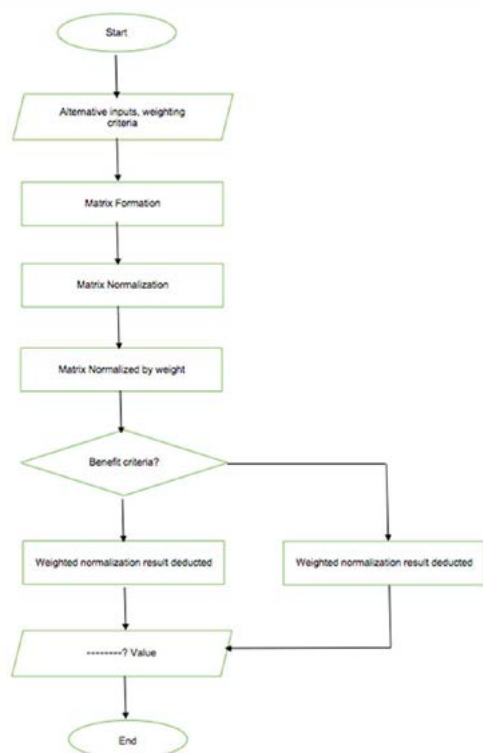 Start
Alternative inputs, weighting
criteria
Matrix Formation
Matrix Normalization
Matrix Normalized by weight
Benefit criteria?
Weighted normalization result deducted
Weighted normalization result deducted
--------? Value
End